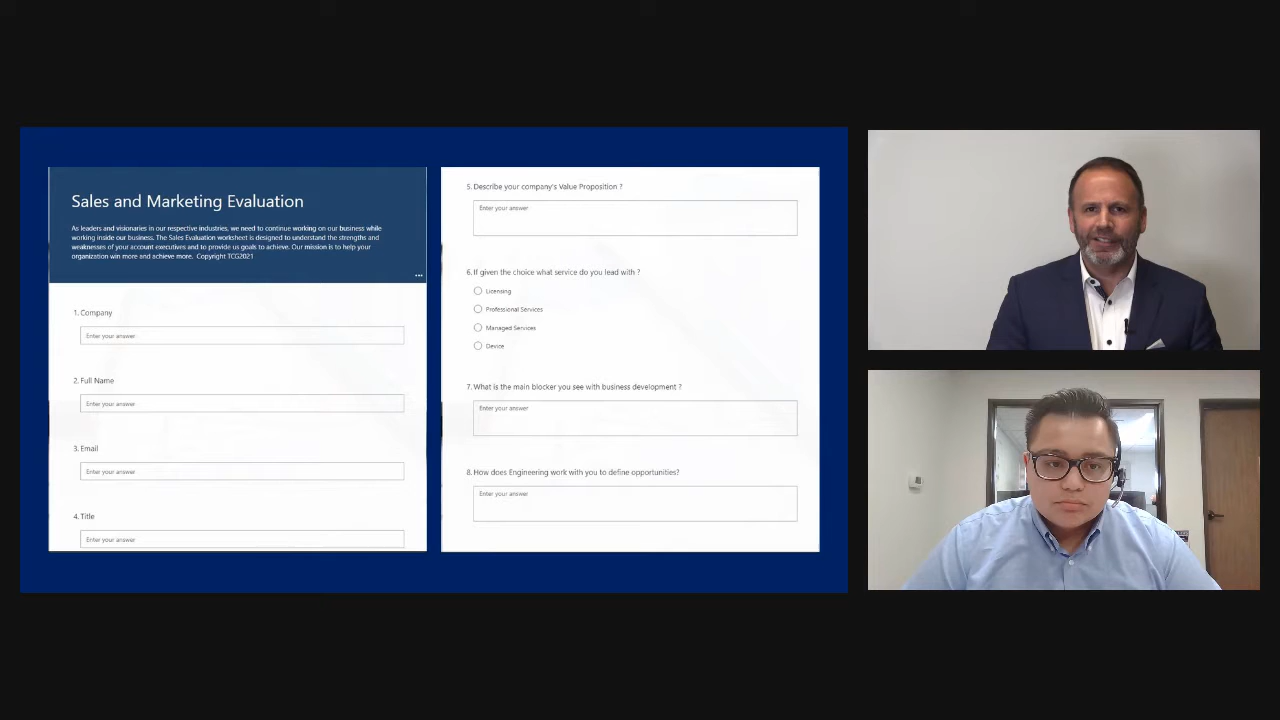 Sales and Marketing Evaluation
As leaders and visionaries in our respective industries, we need to continue working on our business while
working inside our business. The Sales Evaluation worksheet is designed to understand the strengths and
weaknesses of your account executives and to provide us goals to achieve. Our mission is to help your
organization win more and achieve more.  Copyright TCG2021
...
1. Company
Enter your answer
2. Full Name
Enter your answer
3. Email
Enter your answer
4. Title
Enter your answer
5. Describe your company's Value Proposition ?
Enter your answer
6. If given the choice what service do you lead with ?
Licensing
Professional Services
Managed Services
Device
7. What is the main blocker you see with business development ?
Enter your answer
8. How does Engineering work with you to define opportunities?
Enter your answer